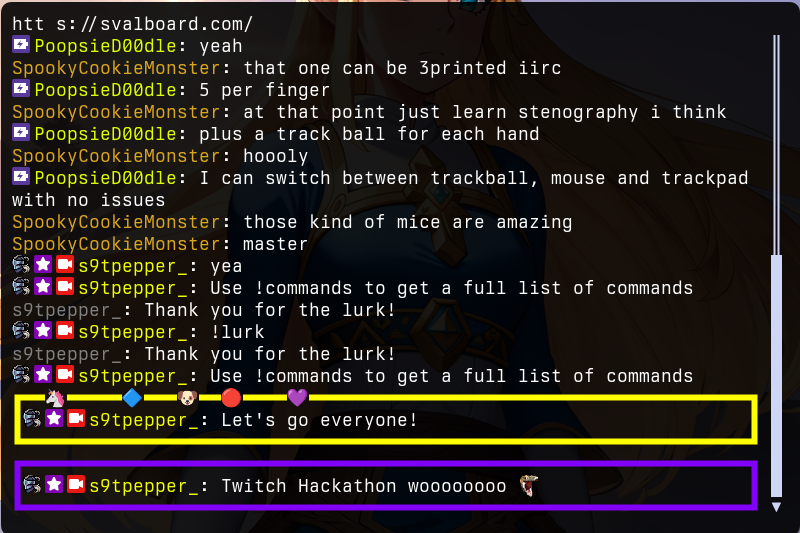 htt s://svalboard.com/
PoopsieD00dle: yeah
SpookyCookieMonster: that one can be 3printed iirc
PoopsieD00dle: 5 per finger
SpookyCookieMonster: at that point just learn stenography i think
PoopsieD00dle: plus a track ball for each hand
SpookyCookieMonster: hoooly
PoopsieD00dle: I can switch between trackball, mouse and trackpad
with no issues
SpookyCookieMonster: those kind of mice are amazing
SpookyCookieMonster: master
s9tpepper_: yea
s9tpepper_: Use !commands to get a full list of commands
s9tpepper_: Thank you for the lurk!
s9tpepper_: !lurk
s9tpepper_: Thank you for the lurk!
s9tpepper_: Use !commands to get a full list of commands
s9tpepper_: Let's go everyone!
s9tpepper_: Twitch Hackathon woooooooo